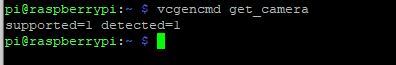 pi@raspberrypi:~ $ vcgencmd get_camera
supported=1 detected=1
pi@raspberrypi:~ $